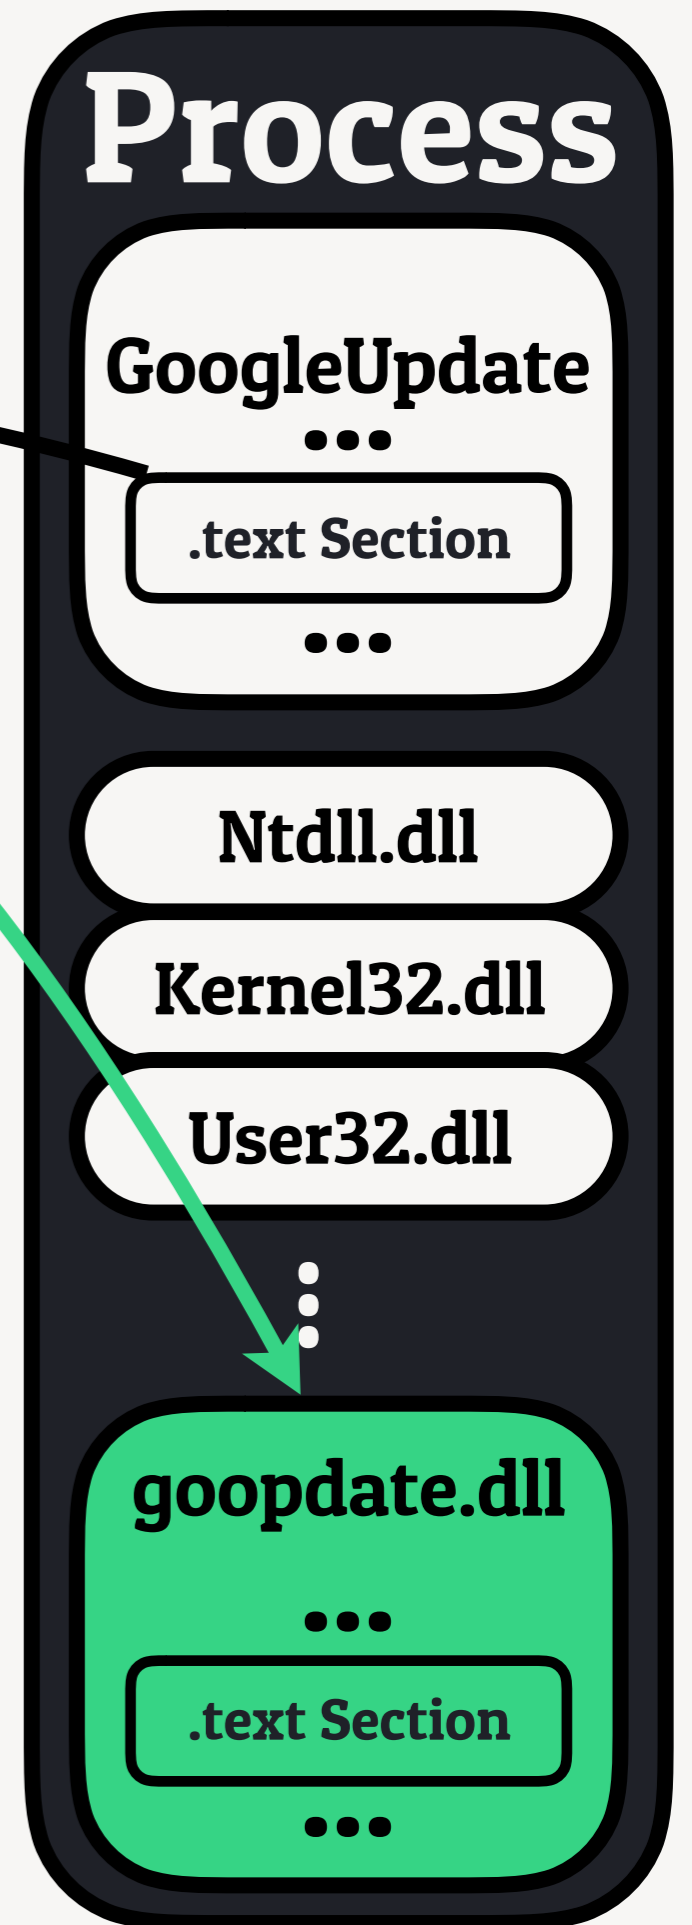 Process
GoogleUpdate
...
.text Section
...
Ntdll.dll
Kernel32.dll
User32.dll
goopdate.dll
...
.text Section
...